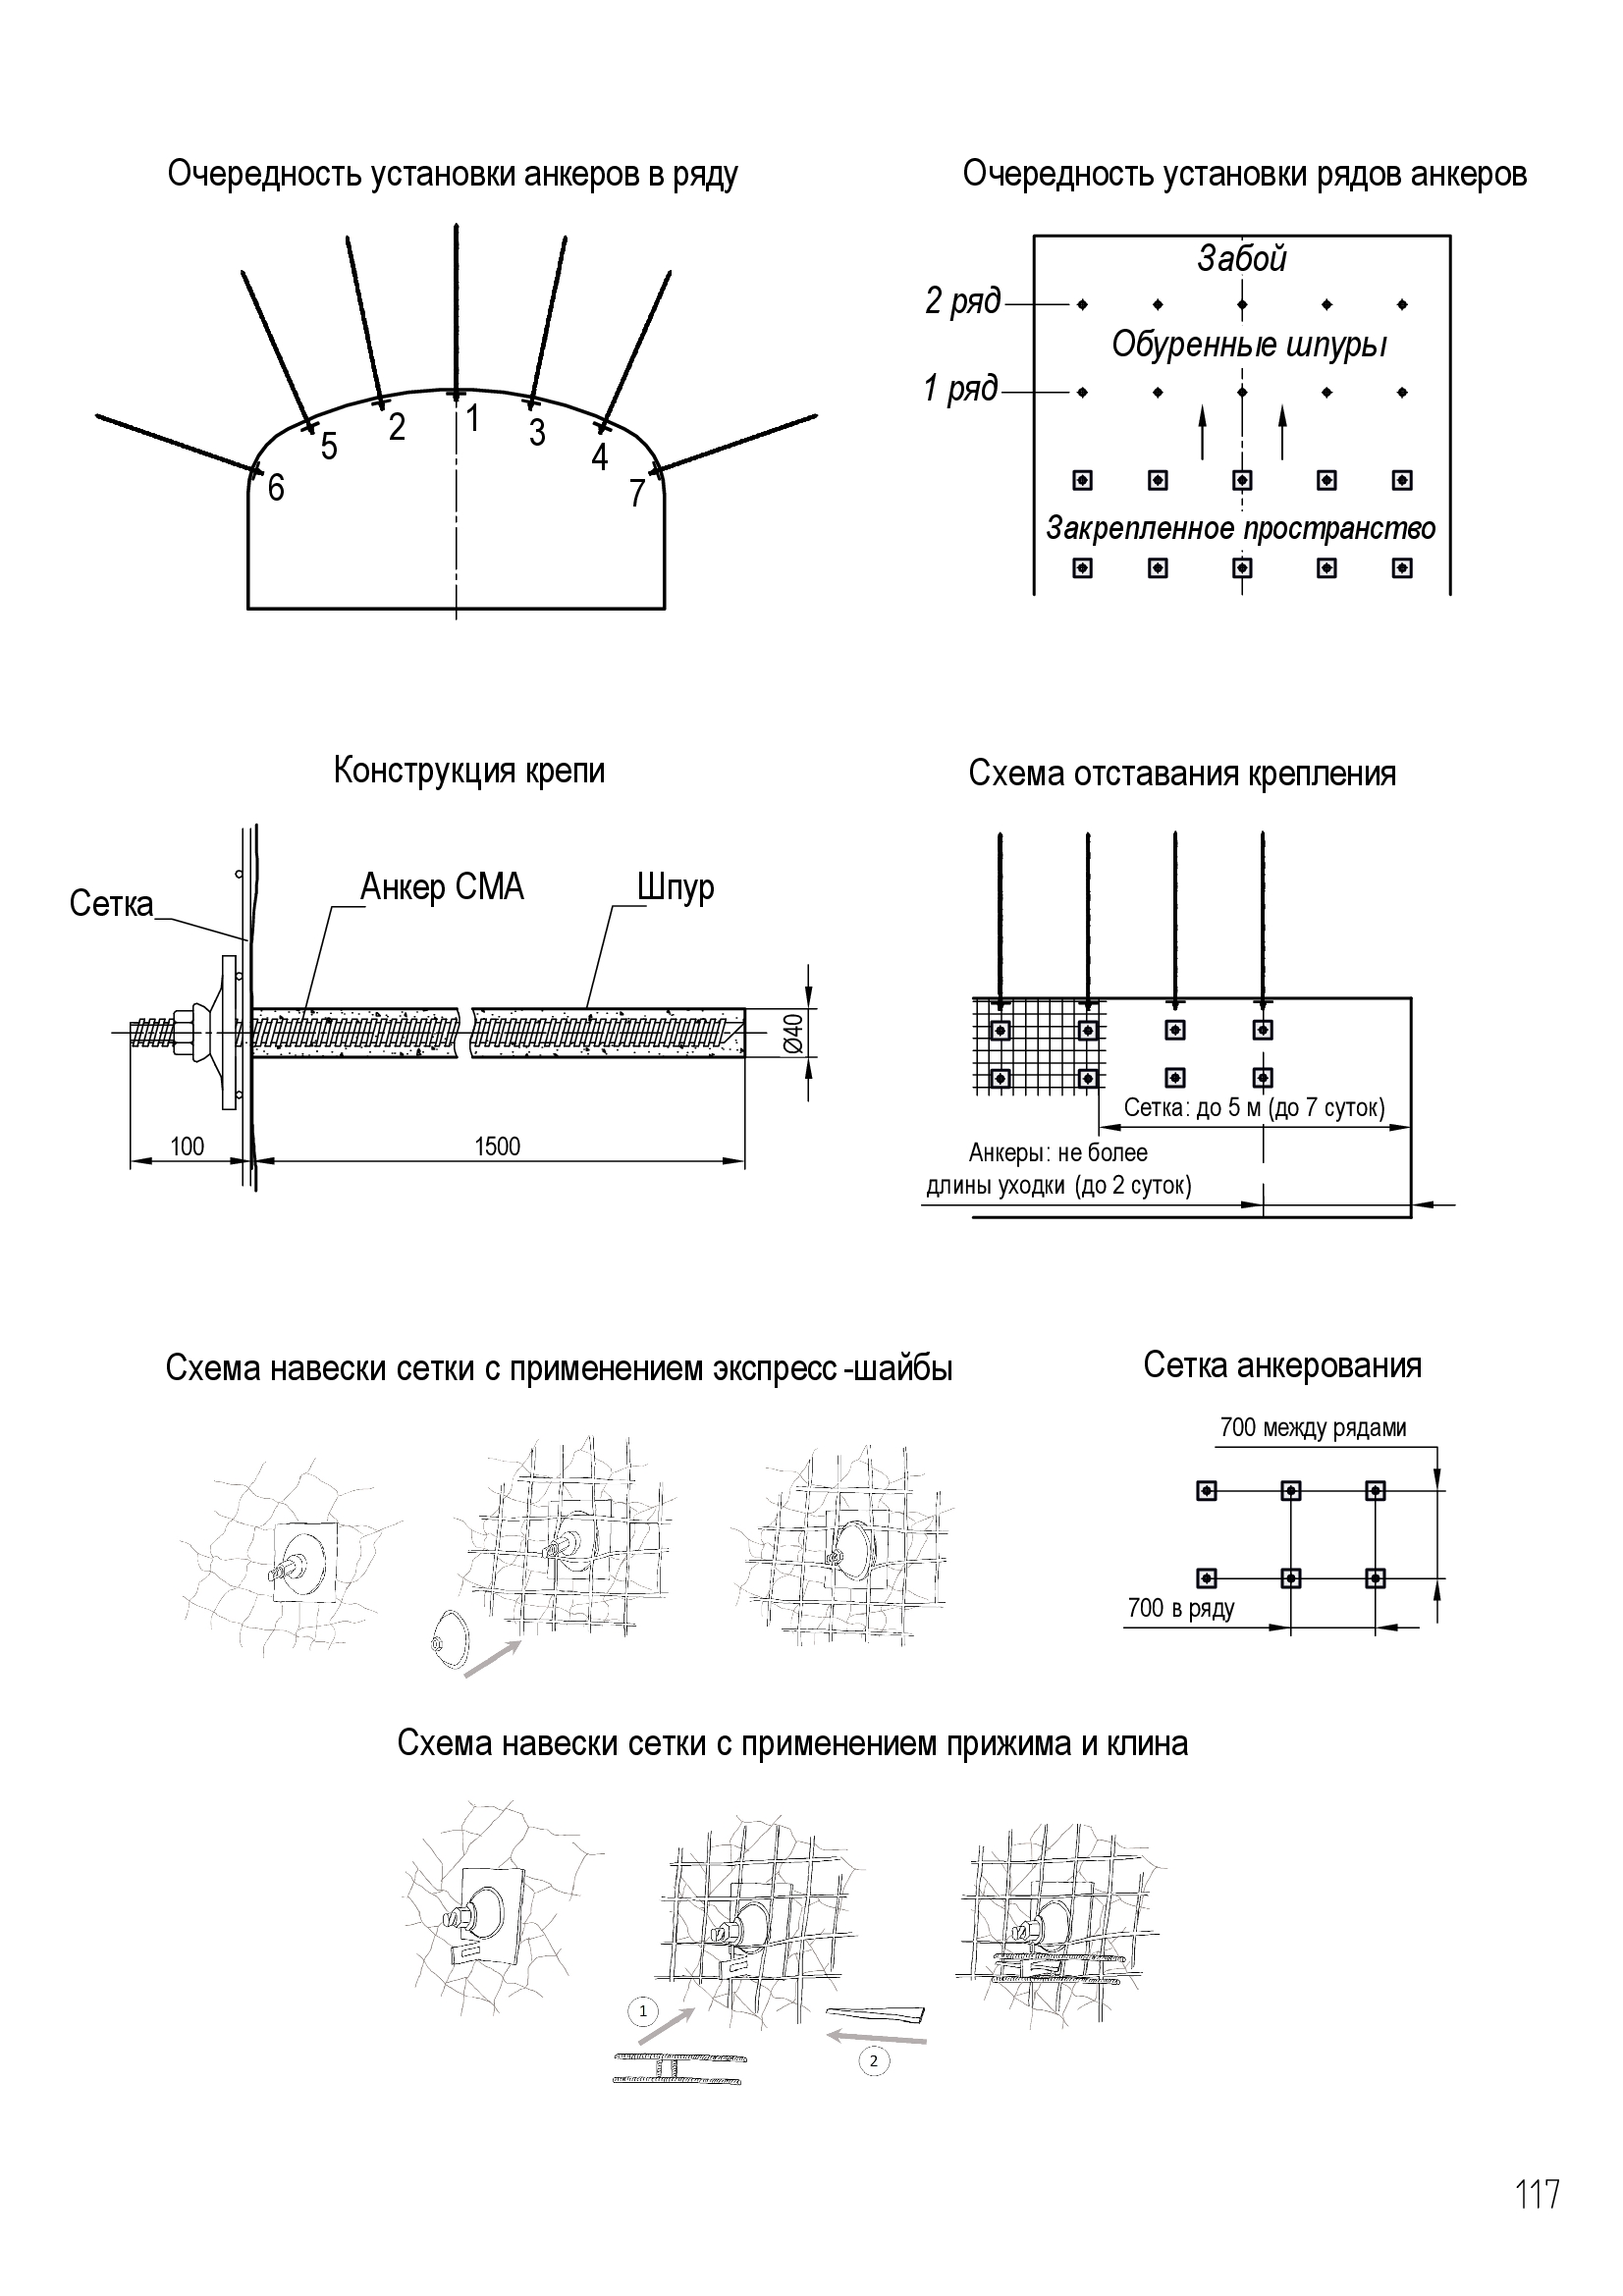 Очередность установки анкеров в ряду
1
2
3
4
5
6
7
Очередность установки рядов анкеров
Забой
2 ряд
Обуренные шпуры
1 ряд
Закрепленное пространство
Конструкция крепи
Сетка
Анкер СМА
Шпур
Ø40
100
1500
Схема отставания крепления
Сетка: до 5 м (до 7 суток)
Анкеры: не более
длины уходки (до 2 суток)
Схема навески сетки с применением экспресс-шайбы
Сетка анкерования
700 между рядами
700 в ряду
Схема навески сетки с применением прижима и клина
1
2
117